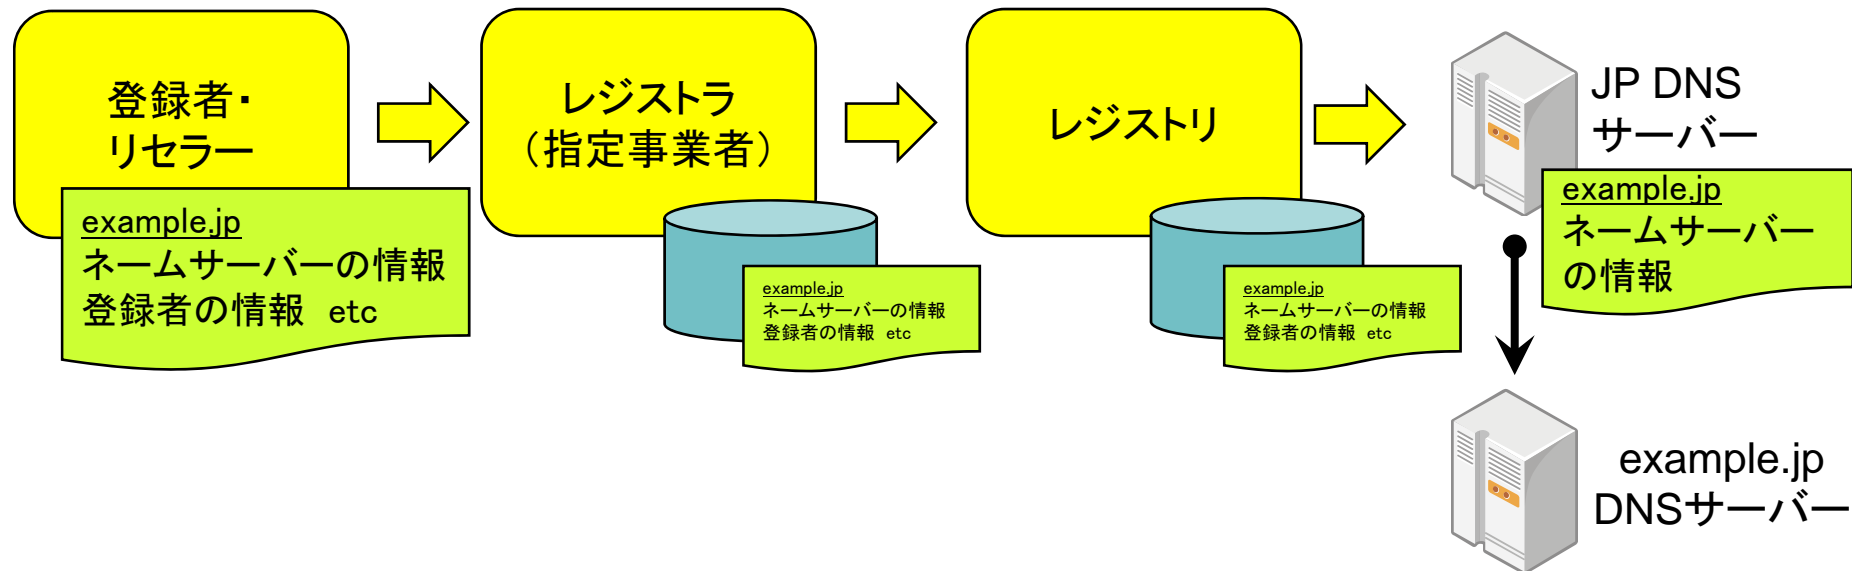 登録者・
リセラー
example.jp
ネームサーバーの情報
登録者の情報 etc
レジストラ
（指定事業者）
example.jp
ネームサーバーの情報
登録者の情報 etc
レジストリ
example.jp
ネームサーバーの情報
登録者の情報 etc
JP DNS
サーバー
example.jp
ネームサーバー
の情報
example.jp
DNSサーバー